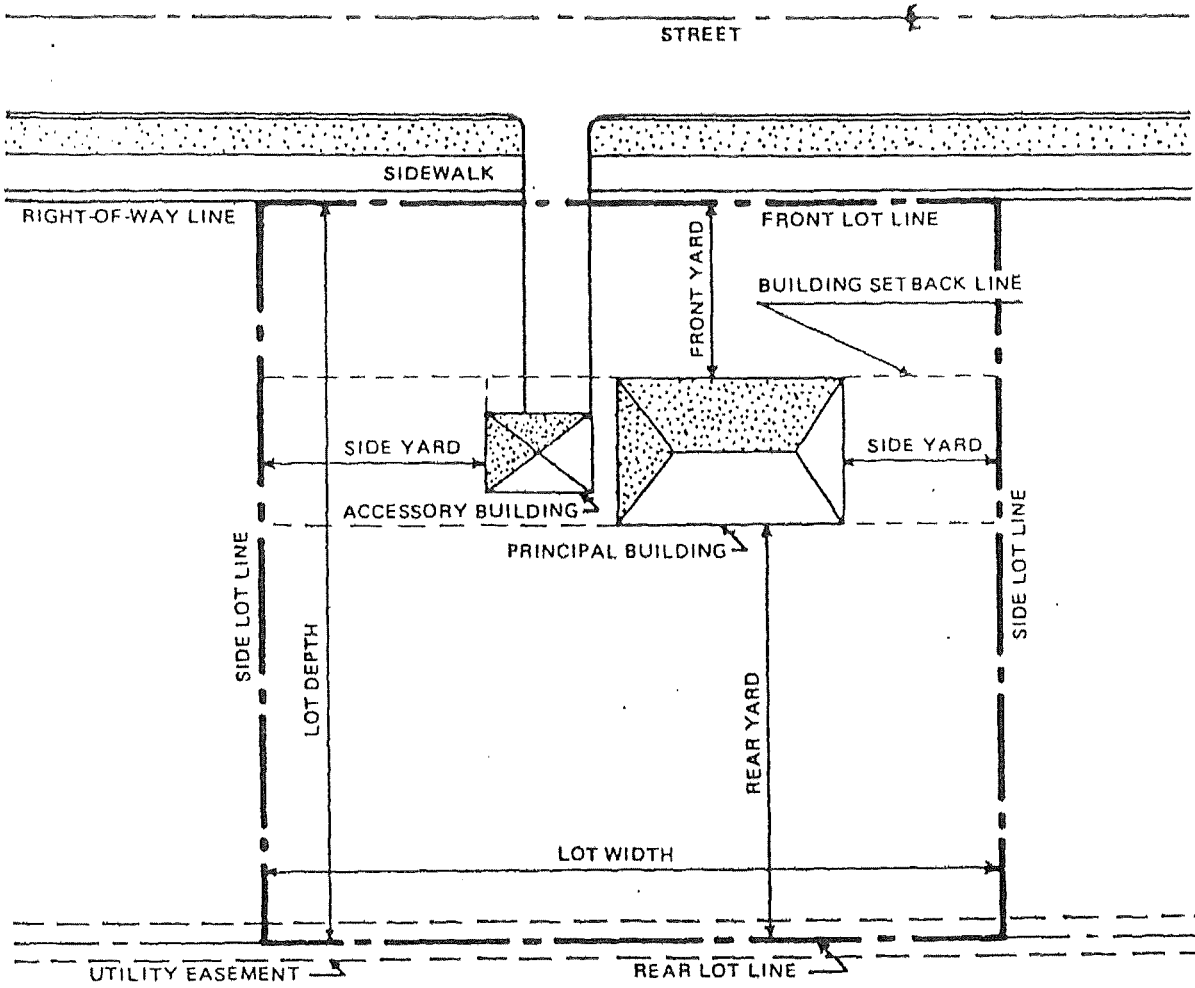 STREET
SIDEWALK
RIGHT-OF-WAY LINE
FRONT LOT LINE
FRONT YARD
BUILDING SETBACK LINE
SIDE YARD
SIDE YARD
ACCESSORY BUILDING
PRINCIPAL BUILDING
SIDE LOT LINE
SIDE LOT LINE
LOT DEPTH
REAR YARD
LOT WIDTH
UTILITY EASEMENT
REAR LOT LINE